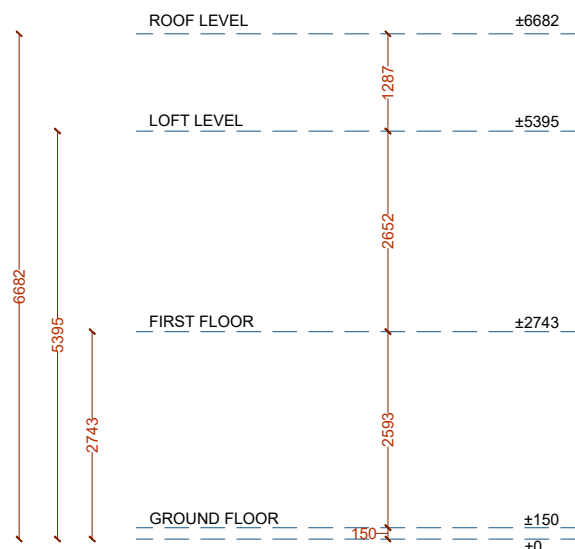 ROOF LEVEL ±6682
1287
LOFT LEVEL ±5395
2652
6682
5395
FIRST FLOOR ±2743
2743
2593
GROUND FLOOR ±150
150
±0